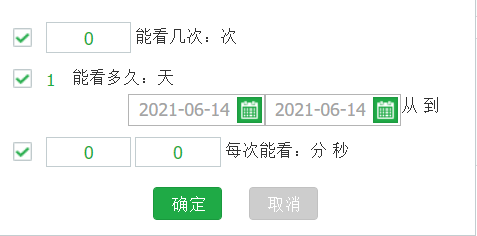 0 能看几次：次
1 能看多久：天
2021-06-14 2021-06-14 从 到
0 0 每次能看：分 秒
确定 取消